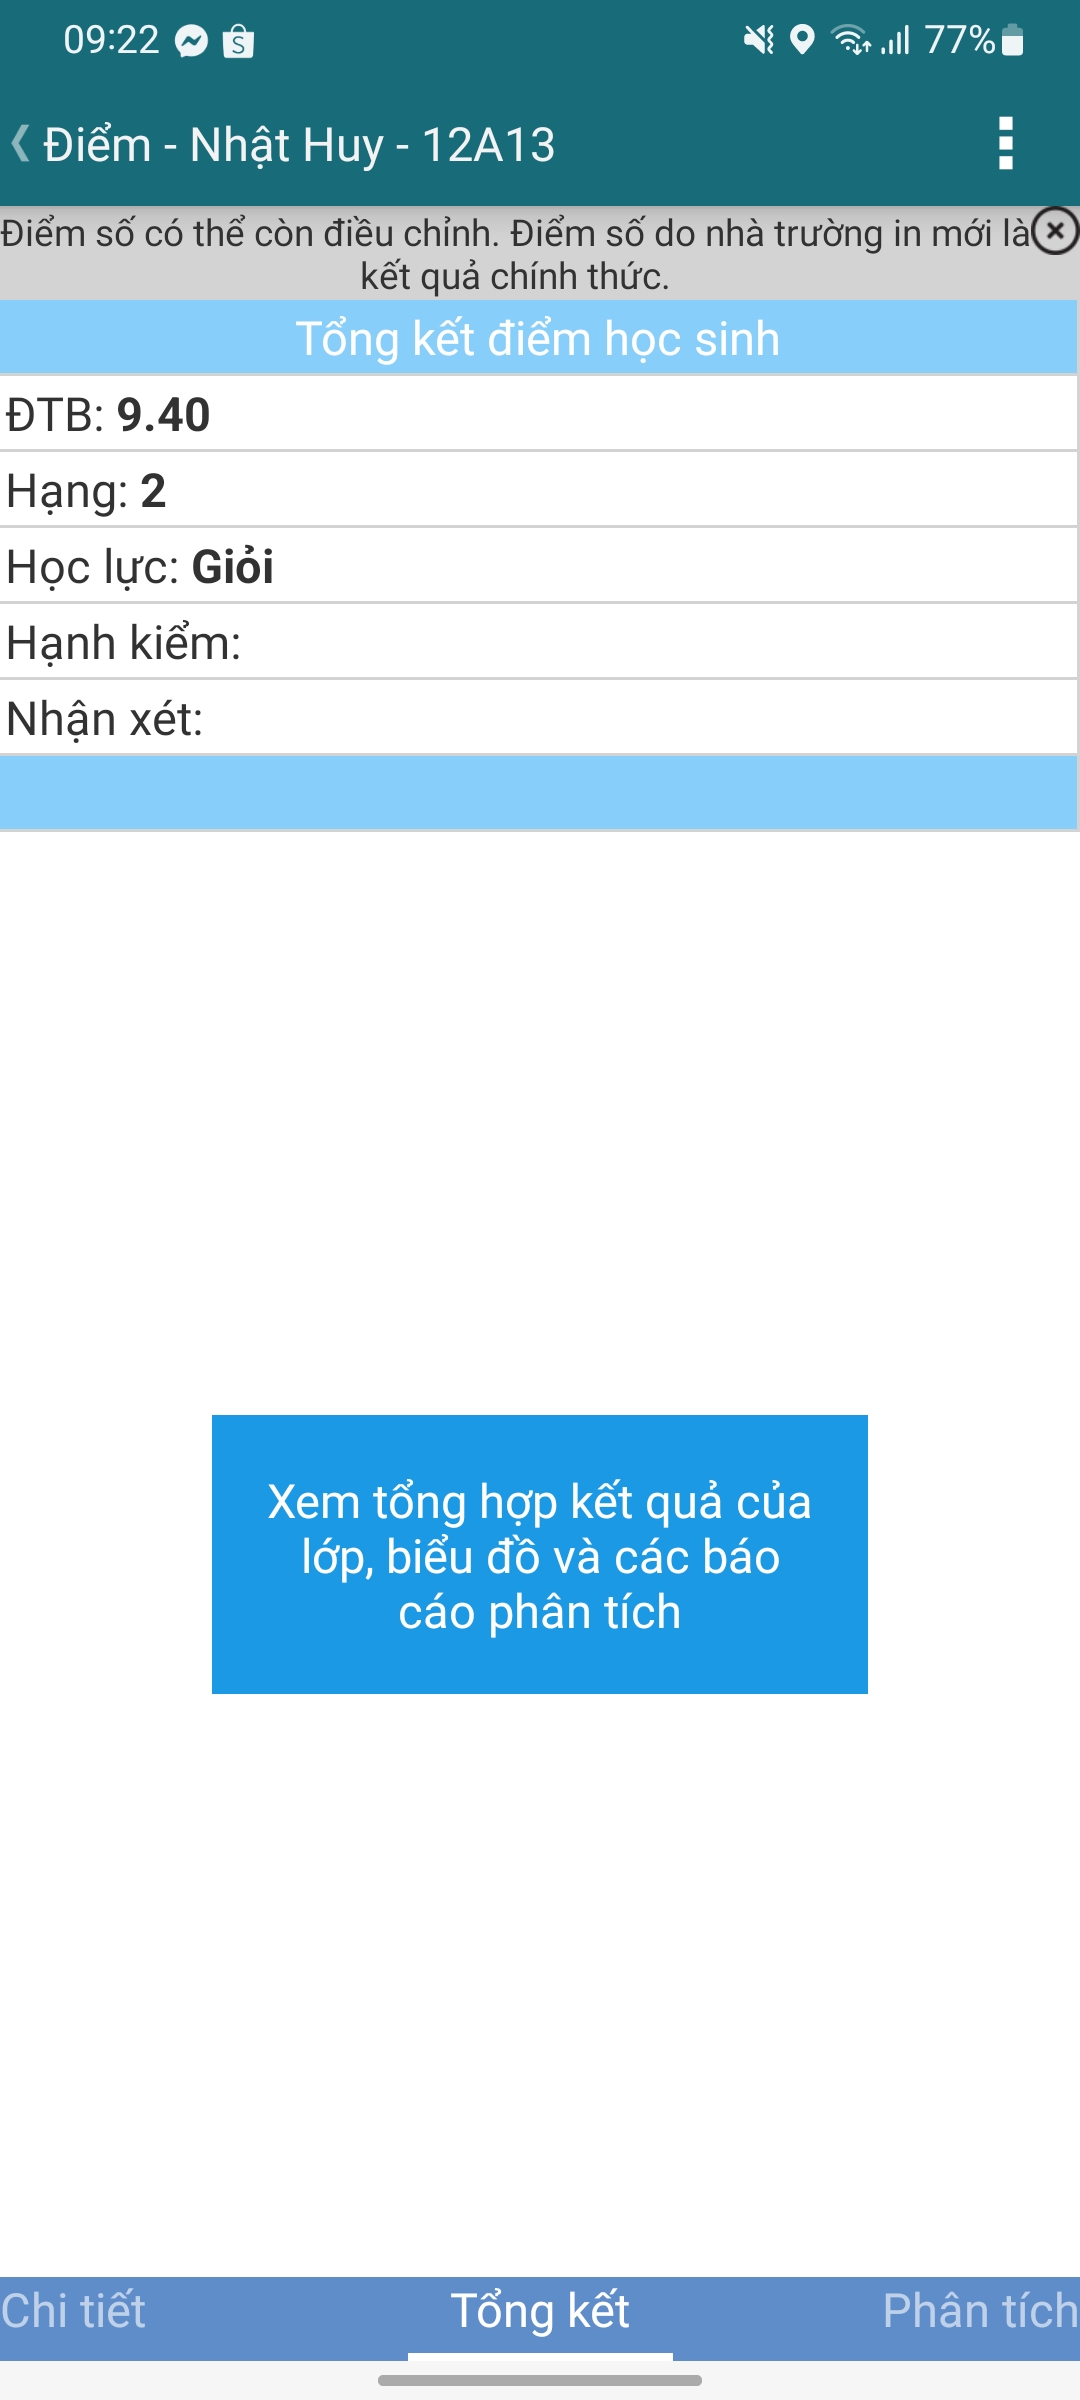 09:22
77%
Điểm - Nhật Huy - 12A13
Điểm số có thể còn điều chỉnh. Điểm số do nhà trường in mới là
kết quả chính thức.
Tổng kết điểm học sinh
ĐTB: 9.40
Hạng: 2
Học lực: Giỏi
Hạnh kiểm:
Nhận xét:
Xem tổng hợp kết quả của
lớp, biểu đồ và các báo
cáo phân tích
Chi tiết
Tổng kết
Phân tích